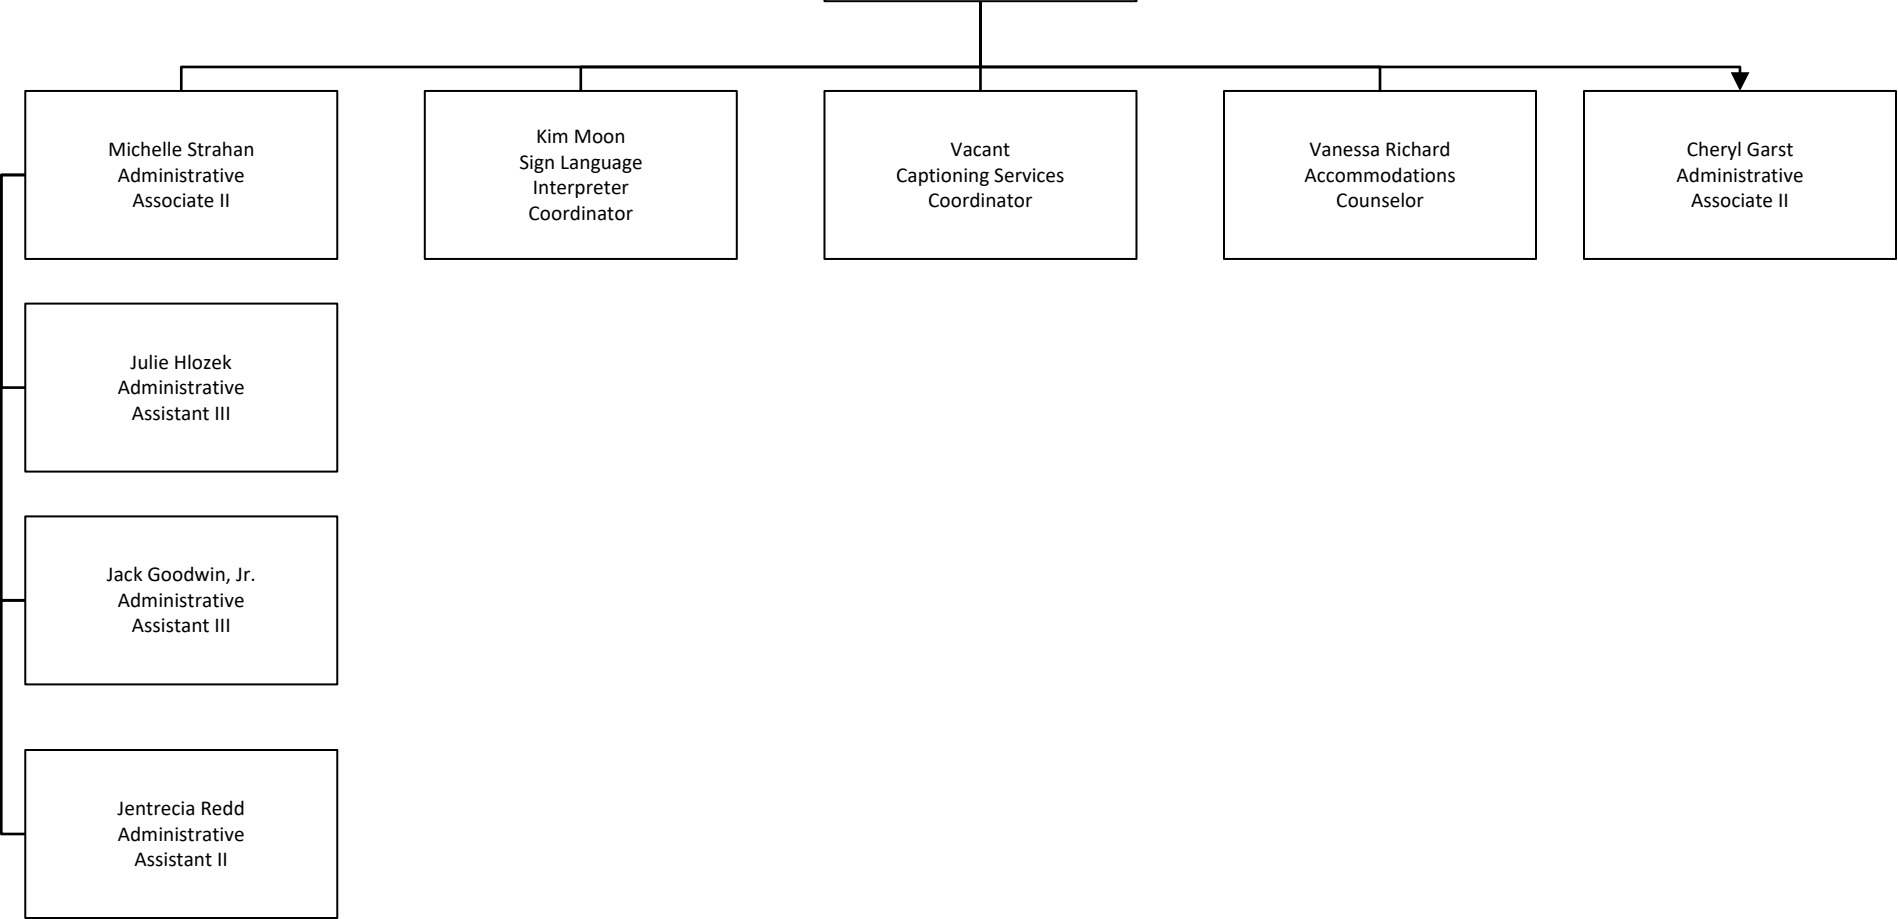 Michelle Strahan
Administrative
Associate II
Kim Moon
Sign Language
Interpreter
Coordinator
Vacant
Captioning Services
Coordinator
Vanessa Richard
Accommodations
Counselor
Cheryl Garst
Administrative
Associate II
Julie Hlozek
Administrative
Assistant III
Jack Goodwin, Jr.
Administrative
Assistant III
Jentrecia Redd
Administrative
Assistant II